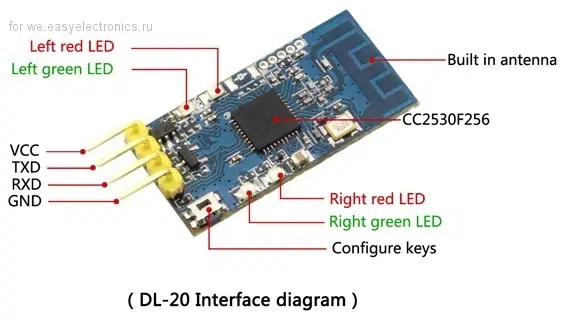 for we.easyelectronics.ru
Left red LED
Left green LED
Built in antenna
CC2530F256
VCC
TXD
RXD
GND
Right red LED
Right green LED
Configure keys
( DL-20 Interface diagram )